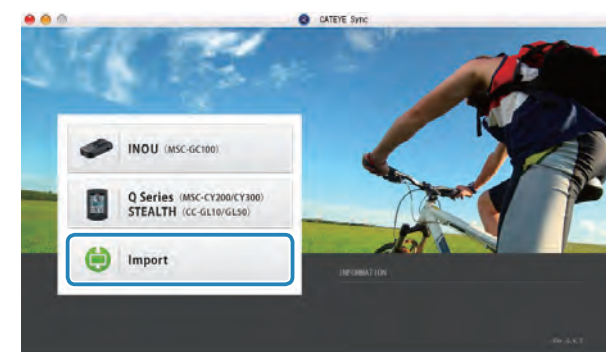 CATEYE Sync
INOU (MSC-GC100)
Q Series (MSC-CY200/CY300)
STEALTH (CC-GL10/GL50)
Import
INFORMATION